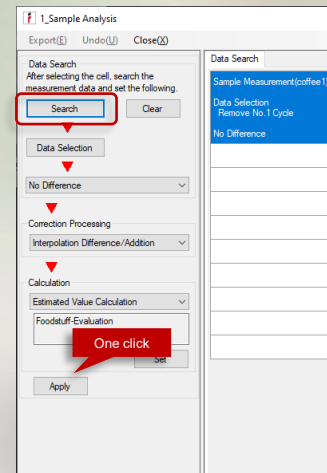 1_Sample Analysis
Export(E) Undo(U) Close(X)
Data Search
After selecting the cell, search the
measurement data and set the following.
Search Clear
Data Selection
No Difference
Correction Processing
Interpolation Difference/Addition
Calculation
Estimated Value Calculation
Foodstuff-Evaluation
One click
Set
Apply
Data Search
Sample Measurement(coffee1)
Data Selection
Remove No.1 Cycle
No Difference